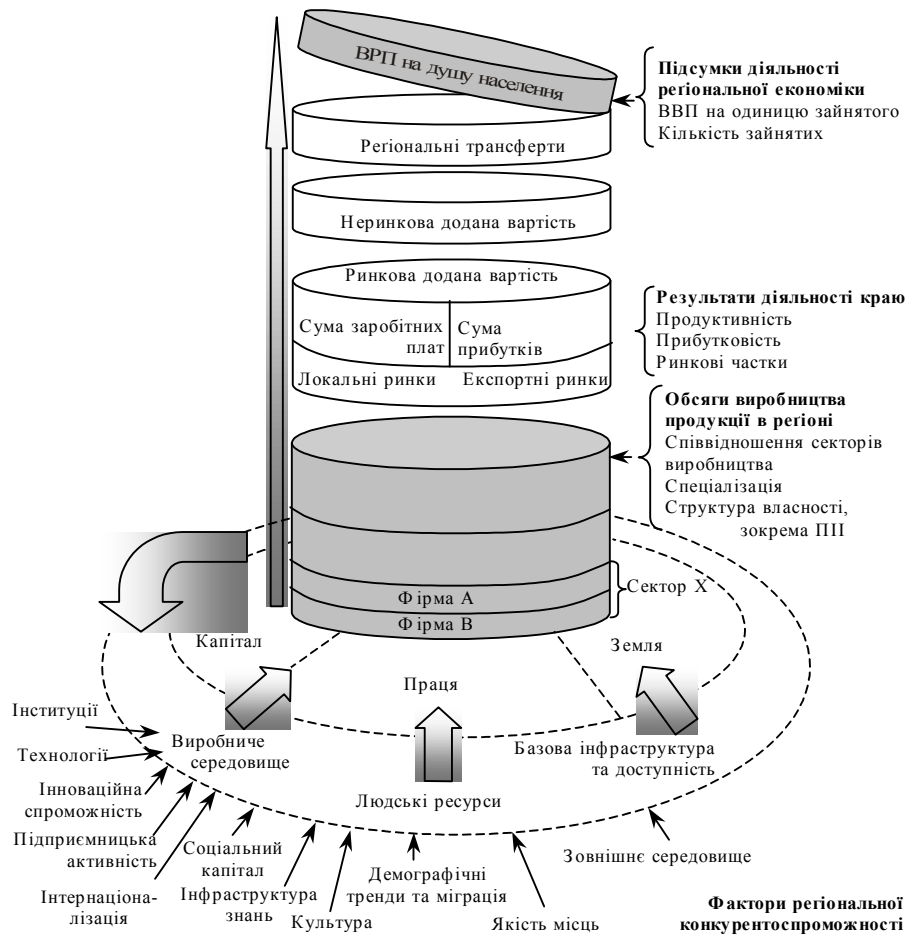 ВРП на душу населення
Підсумки діяльності
регіональної економіки
ВВП на одиницю зайнятого
Кількість зайнятих
Регіональні трансферти
Неринкова додана вартість
Ринкова додана вартість
Сума заробітних
плат
Сума
прибутків
Локальні ринки
Експортні ринки
Результати діяльності краю
Продуктивність
Прибутковість
Ринкові частки
Обсяги виробництва
продукції в регіоні
Співвідношення секторів
виробництва
Спеціалізація
Структура власності,
зокрема ПІІ
Сектор X
Фірма А
Фірма В
Капітал
Праця
Земля
Виробниче
середовище
Людські ресурси
Базова інфраструктура
та доступність
Інституції
Технології
Інноваційна
спроможність
Підприємницька
активність
Інтернаціона-
лізація
Соціальний
капітал
Інфраструктура
знань
Культура
Демографічні
тренди та міграція
Якість місць
Зовнішнє середовище
Фактори регіональної
конкурентоспроможності